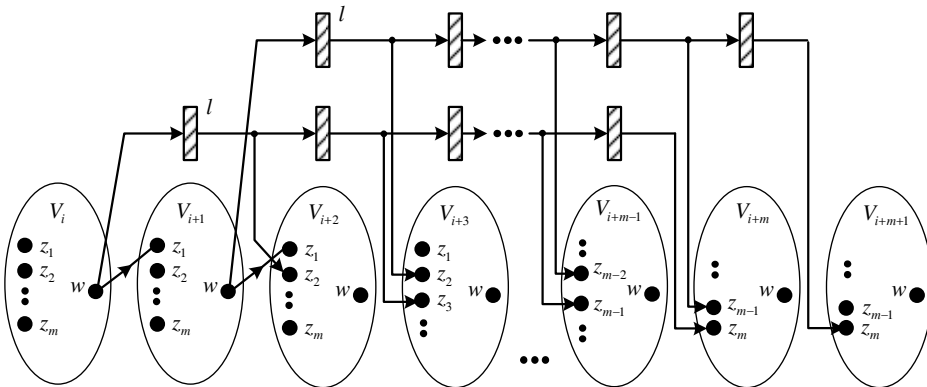 l
l
V_i
V_{i+1}
V_{i+2}
V_{i+3}
V_{i+m-1}
V_{i+m}
V_{i+m+1}
z_1
z_2
z_m
w
z_1
z_2
z_m
w
z_1
z_2
z_m
w
z_1
z_2
z_3
w
z_{m-2}
z_{m-1}
w
z_{m-1}
z_m
w
z_{m-1}
z_m
w